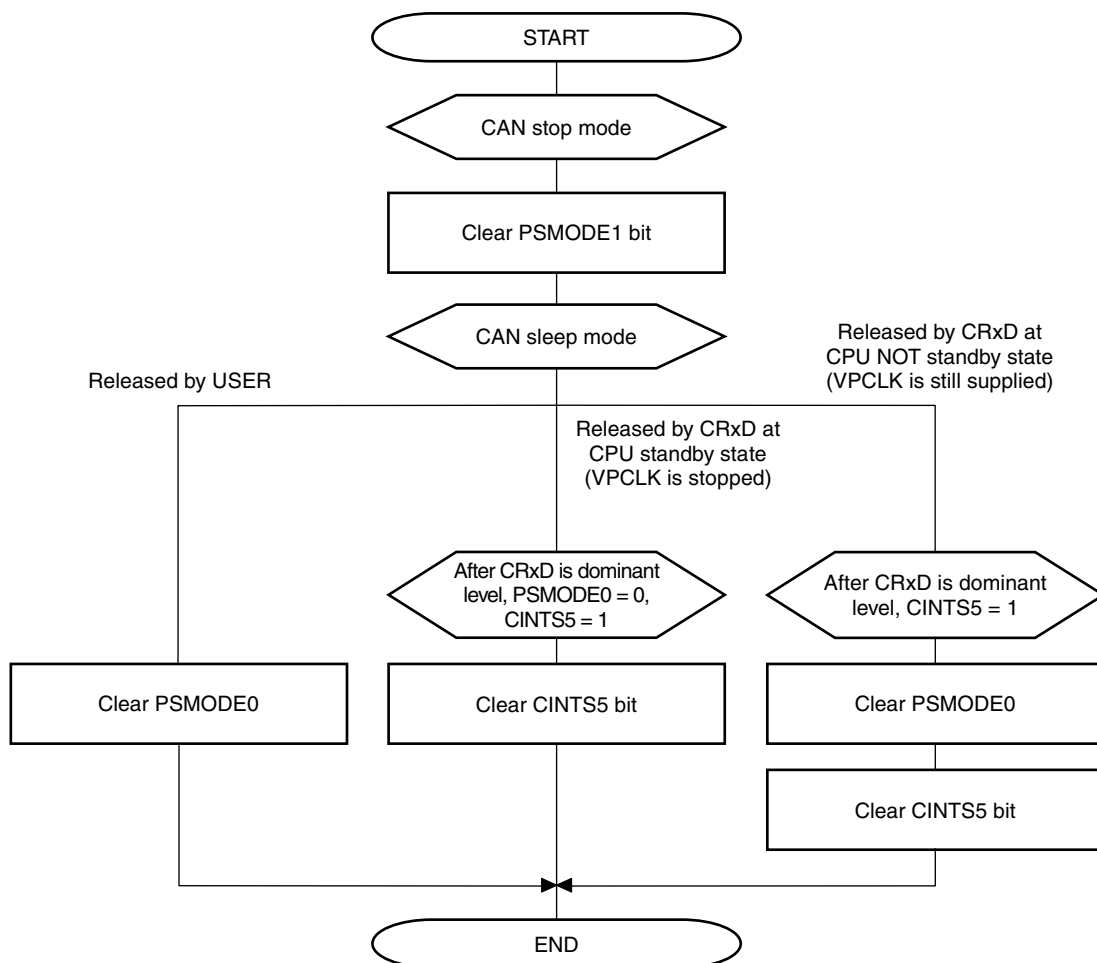 START
CAN stop mode
Clear PSMODE1 bit
CAN sleep mode
Released by USER
Released by CRxD at
CPU standby state
(VPCLK is stopped)
Released by CRxD at
CPU NOT standby state
(VPCLK is still supplied)
After CRxD is dominant
level, PSMODE0 = 0,
CINTS5 = 1
After CRxD is dominant
level, CINTS5 = 1
Clear PSMODE0
Clear CINTS5 bit
Clear PSMODE0
Clear CINTS5 bit
END